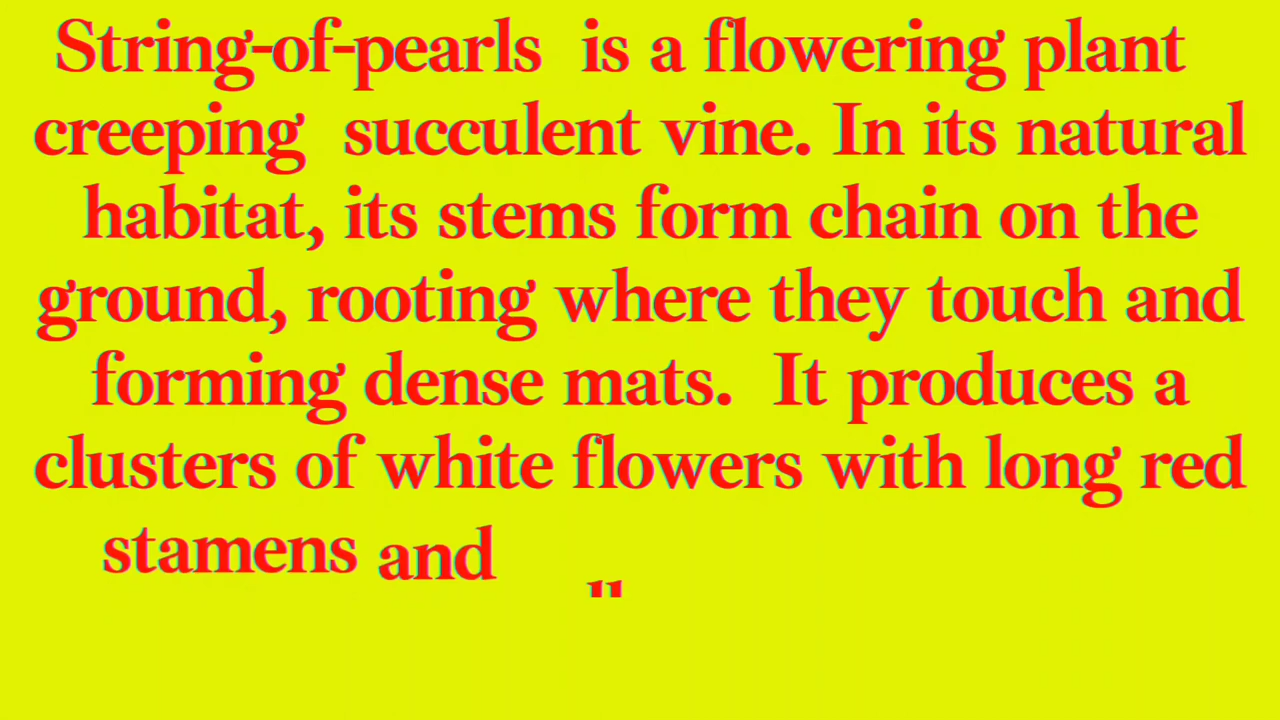 String-of-pearls is a flowering plant
creeping succulent vine. In its natural
habitat, its stems form chain on the
ground, rooting where they touch and
forming dense mats. It produces a
clusters of white flowers with long red
stamens and